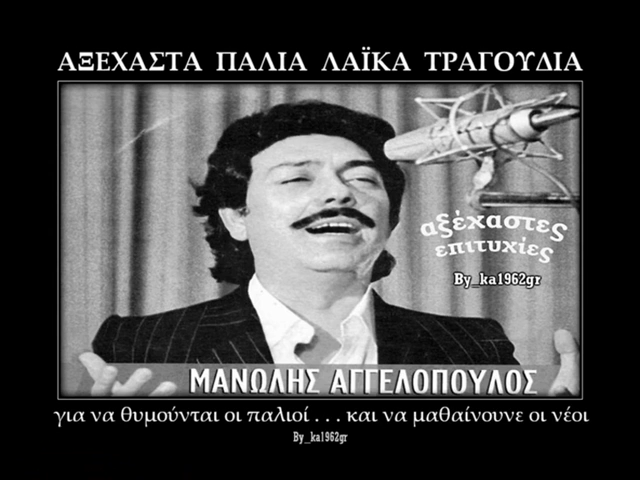 ΑΞΕΧΑΣΤΑ ΠΑΛΙΑ ΛΑΪΚΑ ΤΡΑΓΟΥΔΙΑ
αξέχαστες
επιτυχίες
By_ka1962gr
ΜΑΝΩΛΗΣ ΑΓΓΕΛΟΠΟΥΛΟΣ
για να θυμούνται οι παλιοί . . . και να μαθαίνουνε οι νέοι
By_ka1962gr